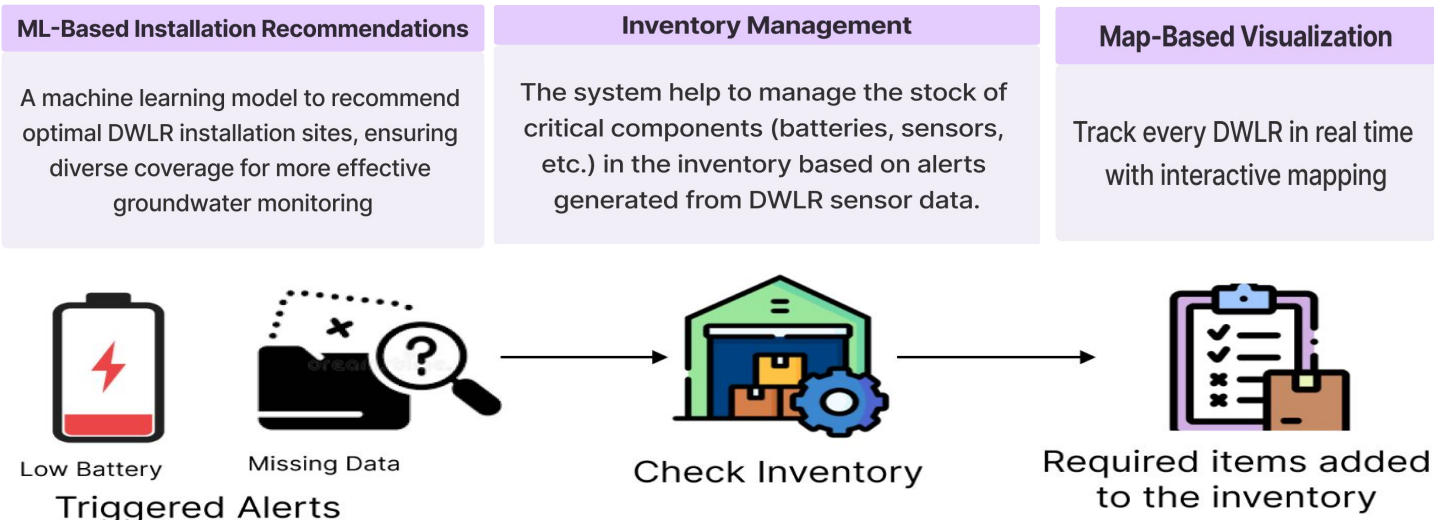 ML-Based Installation Recommendations
A machine learning model to recommend
optimal DWLR installation sites, ensuring
diverse coverage for more effective
groundwater monitoring
Inventory Management
The system help to manage the stock of
critical components (batteries, sensors,
etc.) in the inventory based on alerts
generated from DWLR sensor data.
Map-Based Visualization
Track every DWLR in real time
with interactive mapping
?
Low Battery
Missing Data
Triggered Alerts
Check Inventory
Required items added
to the inventory